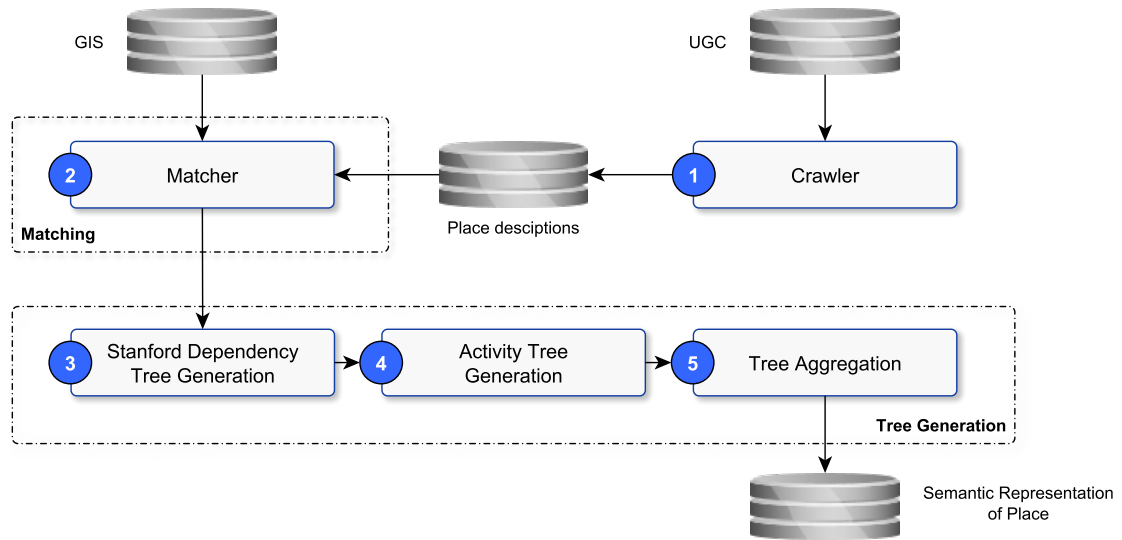 GIS
UGC
2
Matcher
1
Crawler
Matching
Place desciptions
3
Stanford Dependency
Tree Generation
4
Activity Tree
Generation
5
Tree Aggregation
Tree Generation
Semantic Representation
of Place